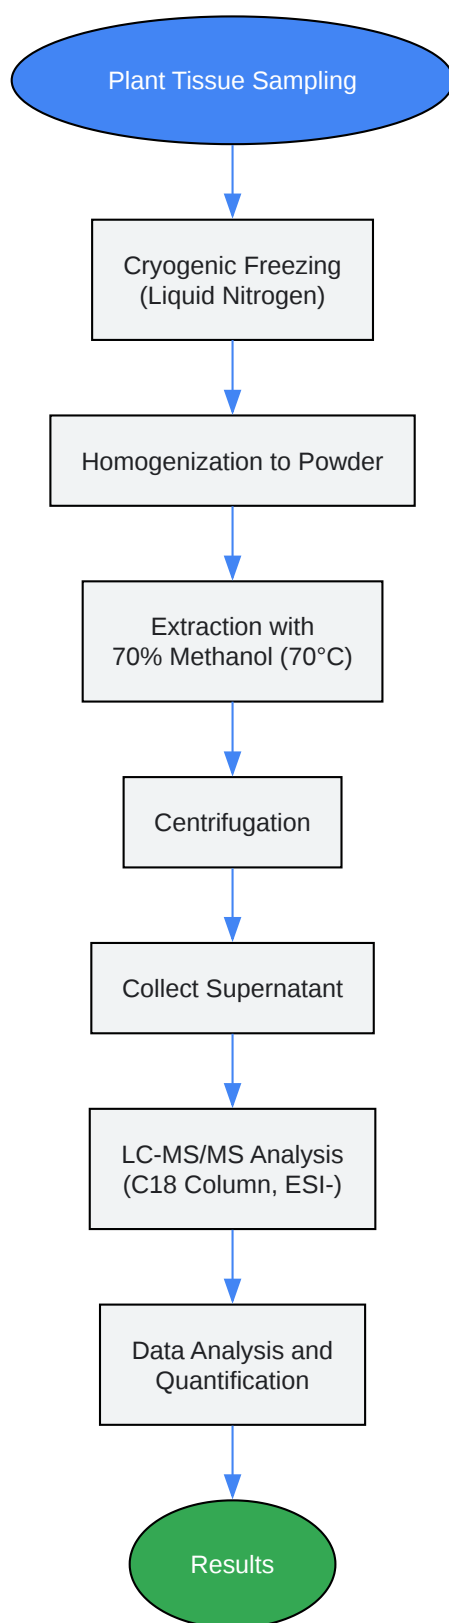 Plant Tissue Sampling
Cryogenic Freezing
(Liquid Nitrogen)
Homogenization to Powder
Extraction with
70% Methanol (70°C)
Centrifugation
Collect Supernatant
LC-MS/MS Analysis
(C18 Column, ESI-)
Data Analysis and
Quantification
Results